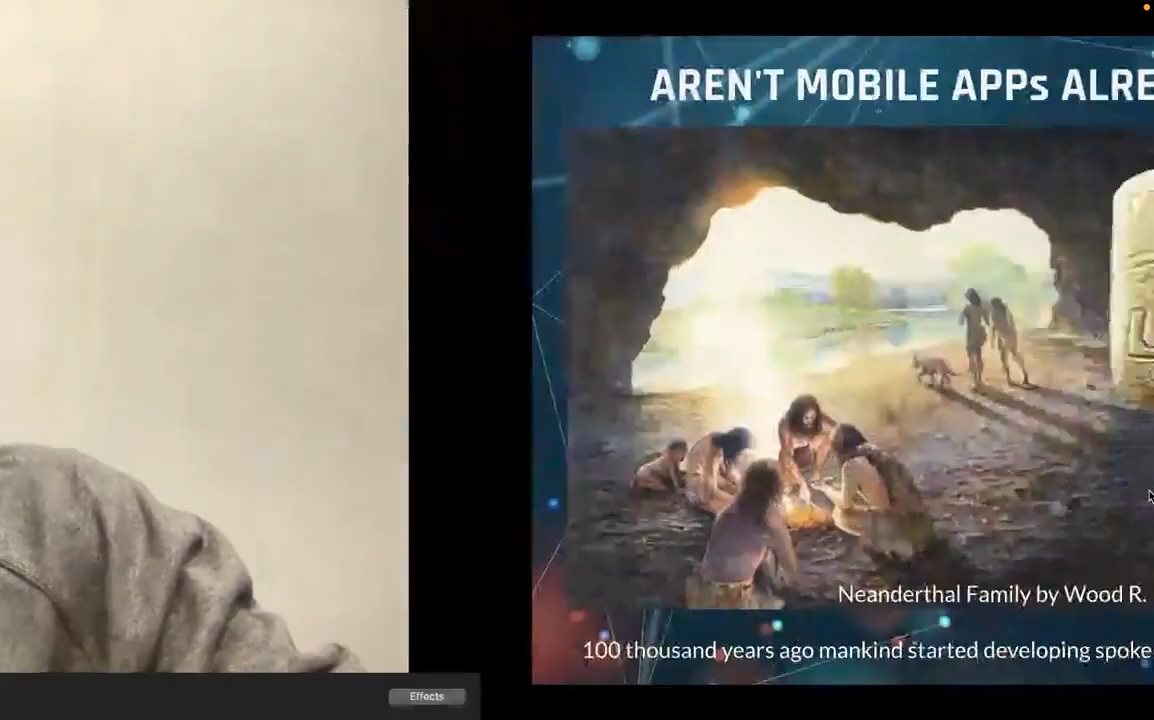 AREN'T MOBILE APPs ALRE
Neanderthal Family by Wood R.
100 thousand years ago mankind started developing spoke
Effects